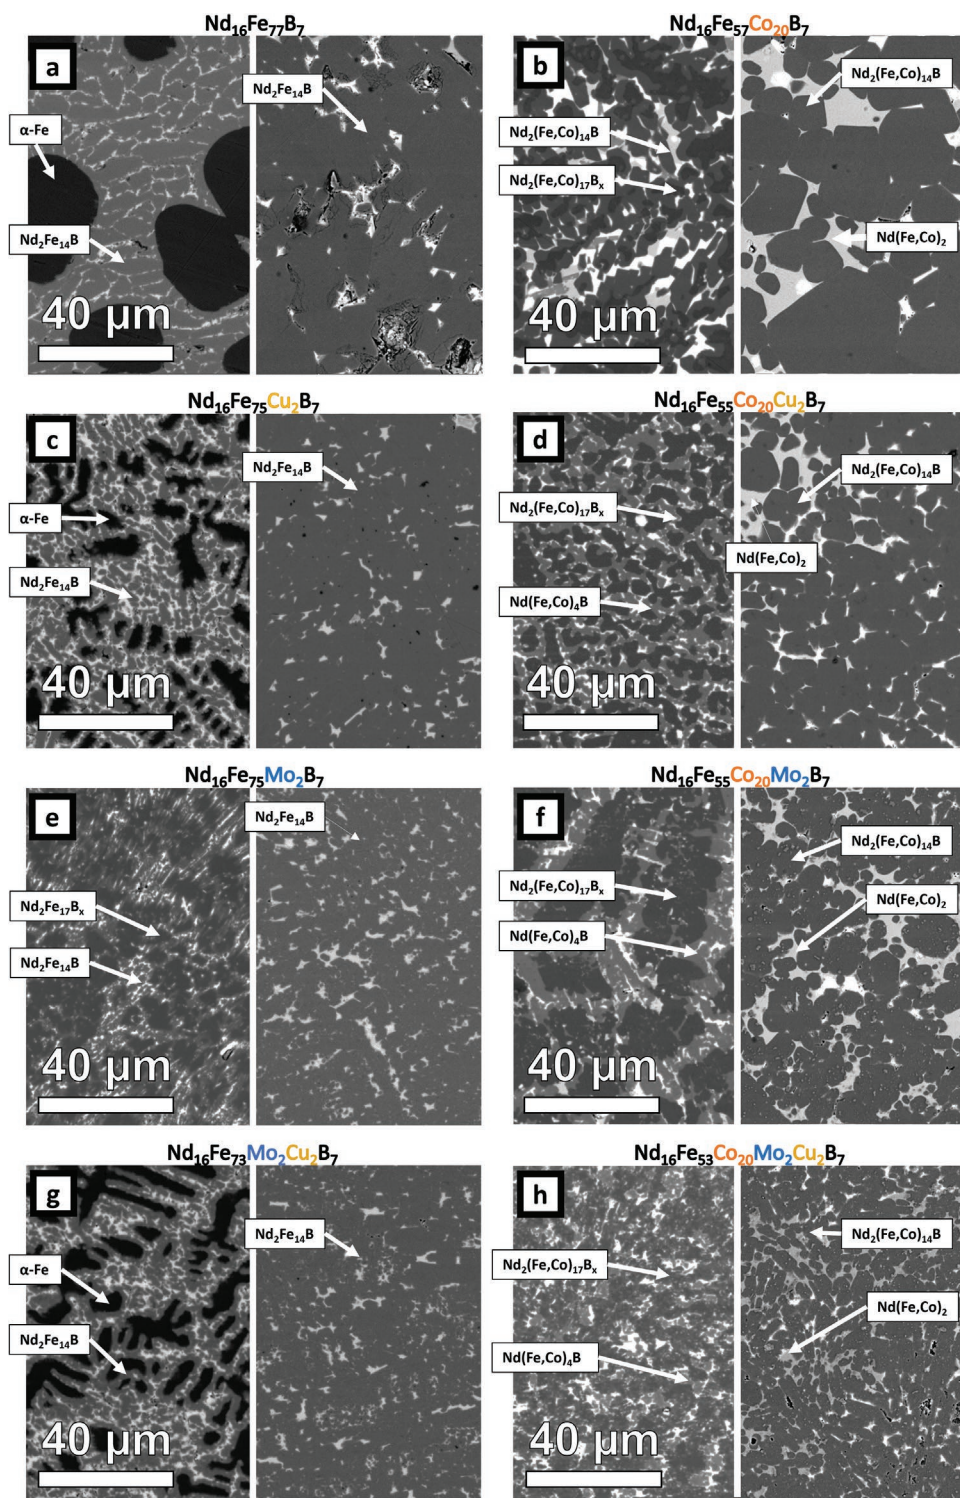 Nd₁₆Fe₇₇B₇
a
α-Fe
Nd₂Fe₁₄B
Nd₂Fe₁₄B
40 µm
Nd₁₆Fe₅₇Co₂₀B₇
b
Nd₂(Fe,Co)₁₄B
Nd₂(Fe,Co)₁₄B
Nd₂(Fe,Co)₁₇Bₓ
Nd(Fe,Co)₂
40 µm
Nd₁₆Fe₇₅Cu₂B₇
c
Nd₂Fe₁₄B
α-Fe
Nd₂Fe₁₄B
40 µm
Nd₁₆Fe₅₅Co₂₀Cu₂B₇
d
Nd₂(Fe,Co)₁₄B
Nd₂(Fe,Co)₁₇Bₓ
Nd(Fe,Co)₂
Nd(Fe,Co)₄B
40 µm
Nd₁₆Fe₇₅Mo₂B₇
e
Nd₂Fe₁₄B
Nd₂Fe₁₇Bₓ
Nd₂Fe₁₄B
40 µm
Nd₁₆Fe₅₅Co₂₀Mo₂B₇
f
Nd₂(Fe,Co)₁₄B
Nd₂(Fe,Co)₁₇Bₓ
Nd(Fe,Co)₂
Nd(Fe,Co)₄B
40 µm
Nd₁₆Fe₇₃Mo₂Cu₂B₇
g
Nd₂Fe₁₄B
α-Fe
Nd₂Fe₁₄B
40 µm
Nd₁₆Fe₅₃Co₂₀Mo₂Cu₂B₇
h
Nd₂(Fe,Co)₁₄B
Nd₂(Fe,Co)₁₇Bₓ
Nd(Fe,Co)₂
Nd(Fe,Co)₄B
40 µm